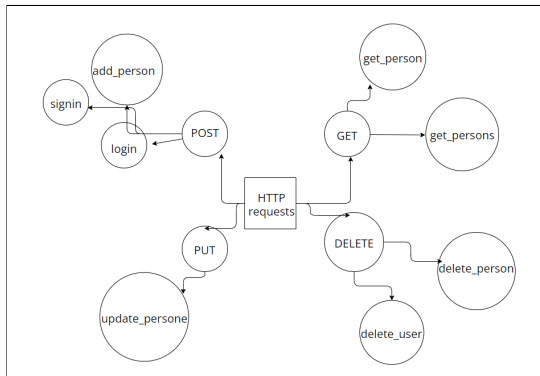 get_person
add_person
signin
POST
GET
get_persons
login
HTTP
requests
PUT
DELETE
delete_person
update_persone
delete_user